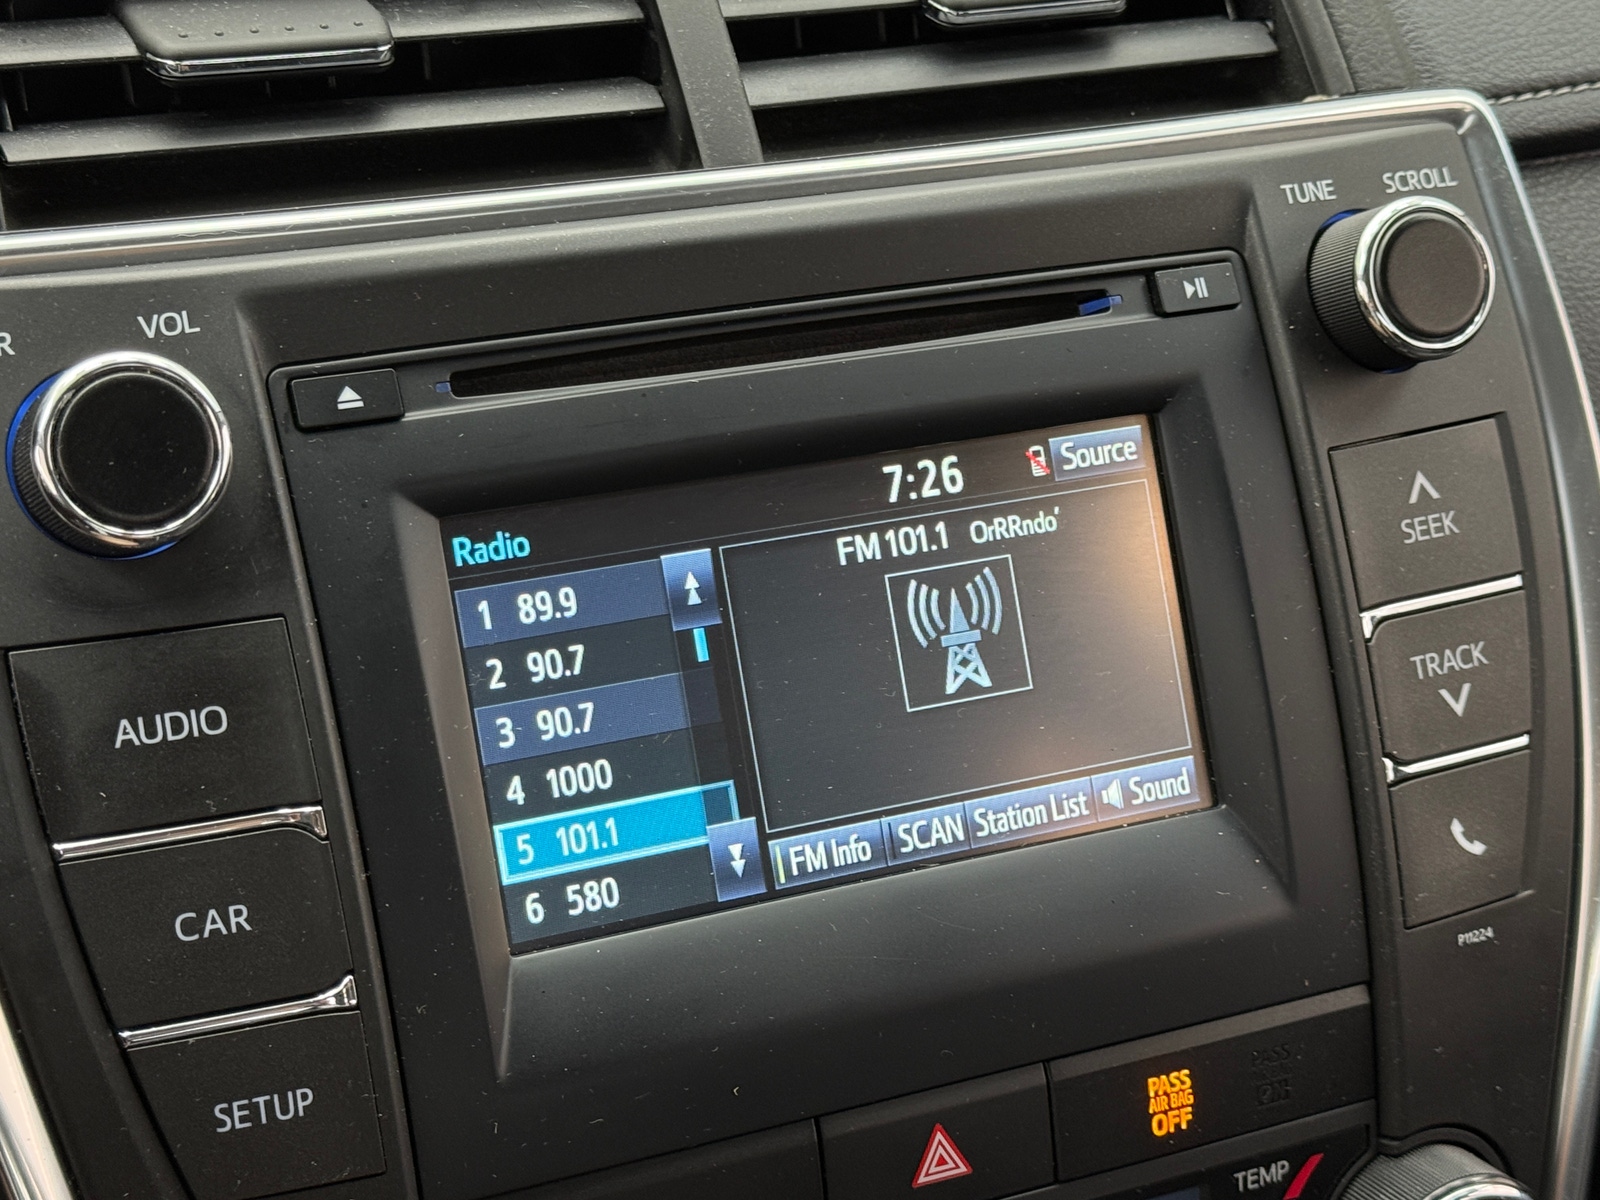 TUNE SCROLL
R VOL
7:26 Source
Radio
FM 101.1 OrRRndo'
1 89.9
2 90.7
3 90.7
4 1000
5 101.1
6 580
FM Info SCAN Station List Sound
SEEK
TRACK
AUDIO
CAR
SETUP
P11224
PASS
AIR BAG
OFF
PASS
TEMP